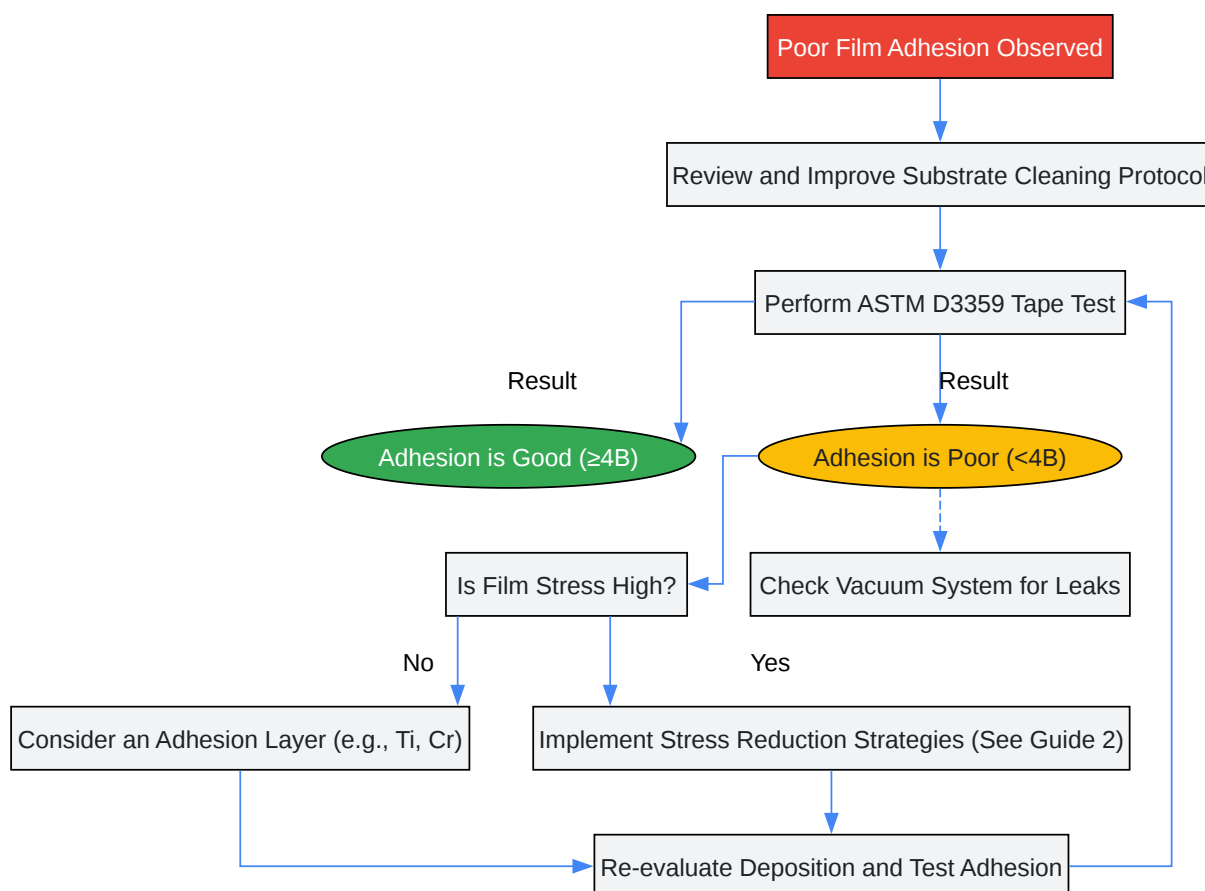 Poor Film Adhesion Observed
Review and Improve Substrate Cleaning Protocol
Perform ASTM D3359 Tape Test
Result
Result
Adhesion is Good (≥4B)
Adhesion is Poor (<4B)
Is Film Stress High?
Check Vacuum System for Leaks
No
Yes
Consider an Adhesion Layer (e.g., Ti, Cr)
Implement Stress Reduction Strategies (See Guide 2)
Re-evaluate Deposition and Test Adhesion